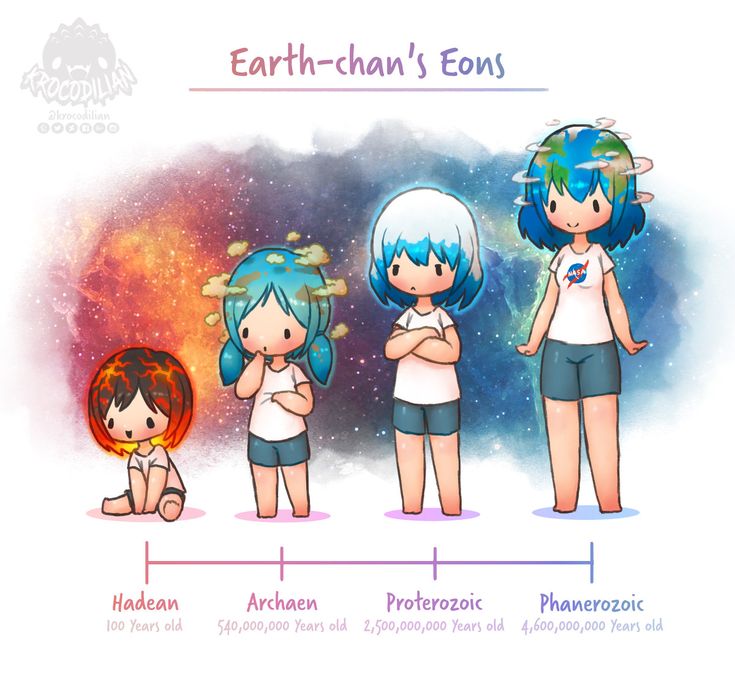 Earth-chan's Eons
KROCODILIAN
@krocodilian
NASA
Hadean
100 Years old
Archaen
540,000,000 Years old
Proterozoic
2,500,000,000 Years old
Phanerozoic
4,600,000,000 Years old